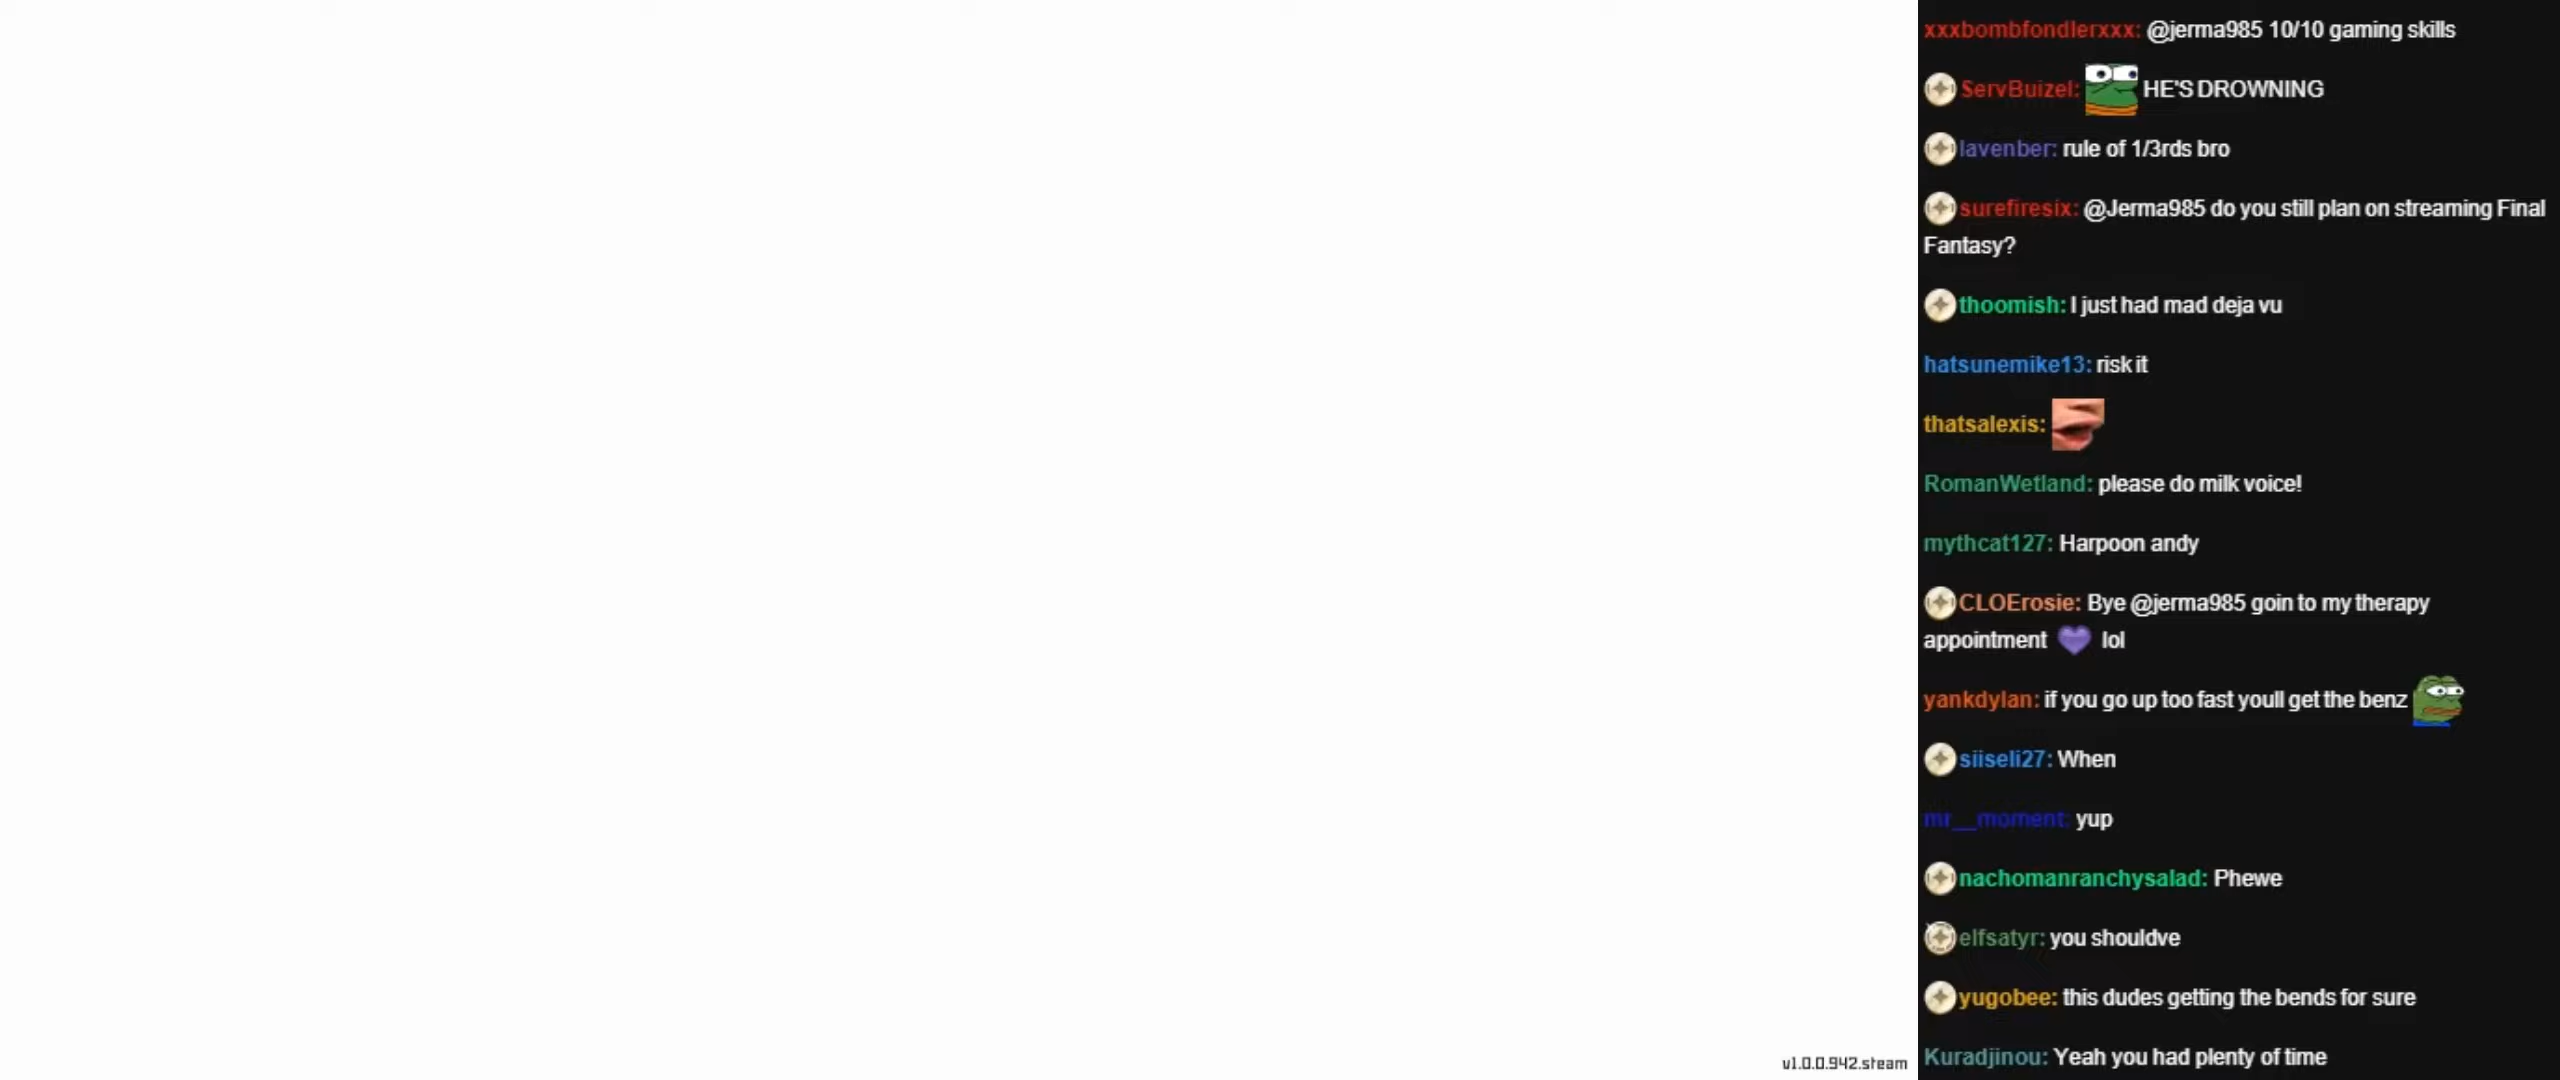 xxxbombfondlerxxx: @jerma985 10/10 gaming skills
ServBuizel: HE'S DROWNING
lavenber: rule of 1/3rds bro
surefiresix: @Jerma985 do you still plan on streaming Final
Fantasy?
thoomish: I just had mad deja vu
hatsunemike13: risk it
thatsalexis:
RomanWetland: please do milk voice!
mythcat127: Harpoon andy
CLOErosie: Bye @jerma985 goin to my therapy
appointment 💜 lol
yankdylan: if you go up too fast youll get the benz
siiseli27: When
mr__moment: yup
nachomanranchysalad: Phewe
elfsatyr: you shouldve
yugobee: this dudes getting the bends for sure
Kuradjinou: Yeah you had plenty of time
v1.0.0.942.steam